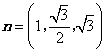 n = (1, √3/2, √3)